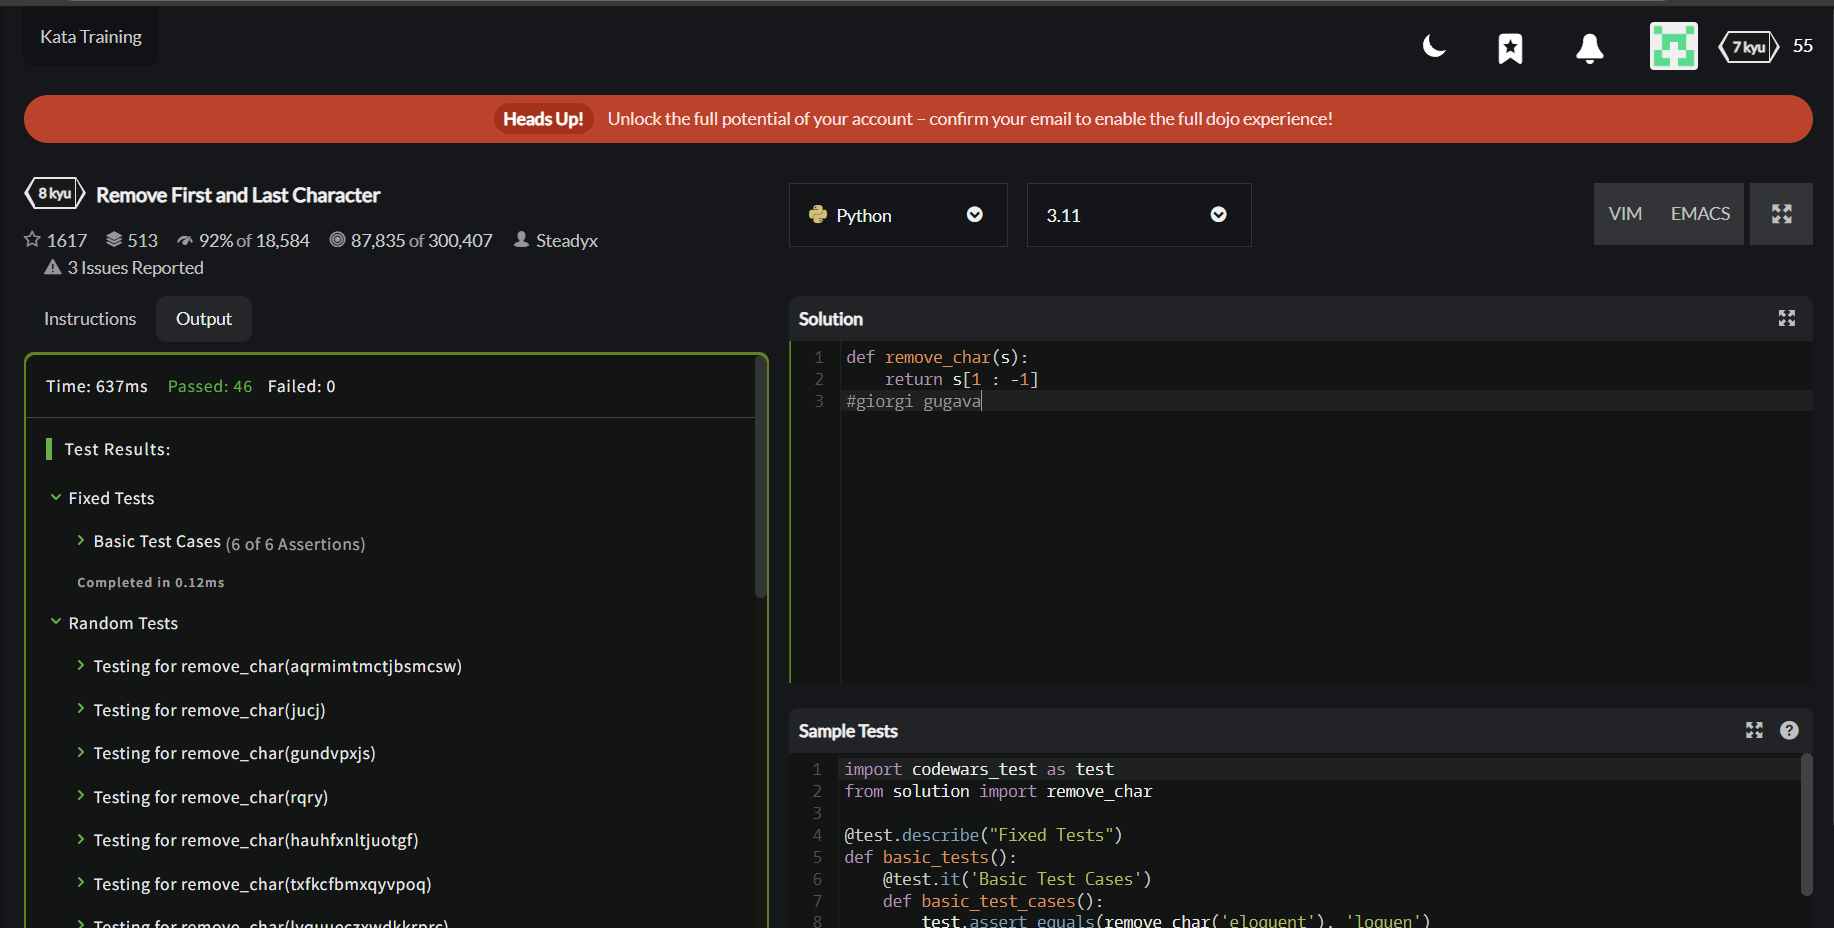 Kata Training
7 kyu 55
Heads Up! Unlock the full potential of your account – confirm your email to enable the full dojo experience!
8 kyu Remove First and Last Character
1617 513 92% of 18,584 87,835 of 300,407 Steadyx
3 Issues Reported
Instructions Output
Time: 637ms Passed: 46 Failed: 0
Test Results:
Fixed Tests
Basic Test Cases (6 of 6 Assertions)
Completed in 0.12ms
Random Tests
Testing for remove_char(aqrmimtmctjbsmcsw)
Testing for remove_char(jucj)
Testing for remove_char(gundvpxjs)
Testing for remove_char(rqry)
Testing for remove_char(hauhfxnltjuotgf)
Testing for remove_char(txfkcfbmxqyvpoq)
Testing for
Python 3.11 VIM EMACS
Solution
1 def remove_char(s):
2 return s[1 : -1]
3 #giorgi gugava
Sample Tests
1 import codewars_test as test
2 from solution import remove_char
3
4 @test.describe("Fixed Tests")
5 def basic_tests():
6 @test.it('Basic Test Cases')
7 def basic_test_cases():
8 test.assert_equals(remove_char('eloquent'), 'loquen')